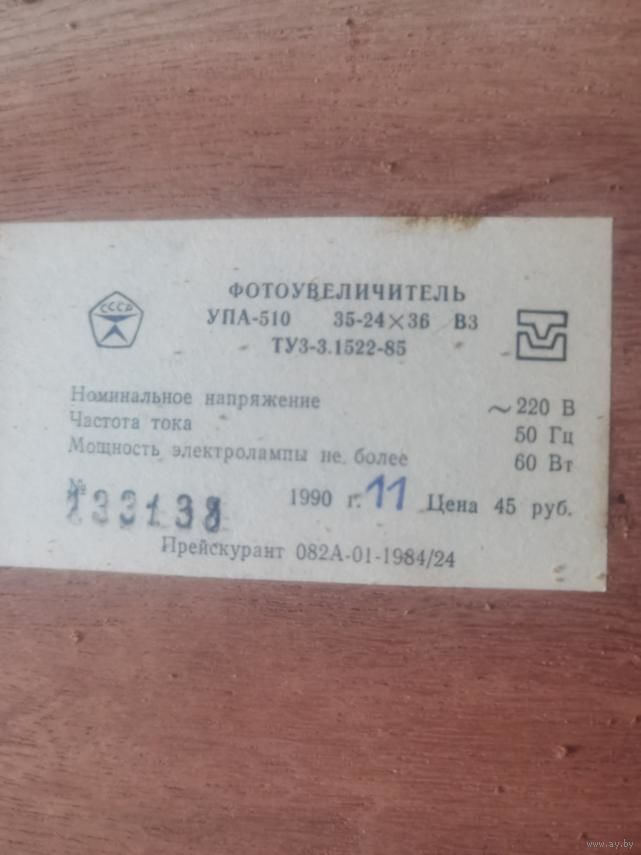 СССР
ФОТОУВЕЛИЧИТЕЛЬ
УПА-510 35-24×36 В3
ТУ3-3.1522-85
Номинальное напряжение ~220 В
Частота тока 50 Гц
Мощность электролампы не более 60 Вт
№
1990 г. 11 Цена 45 руб.
Прейскурант 082А-01-1984/24
www.ay.by